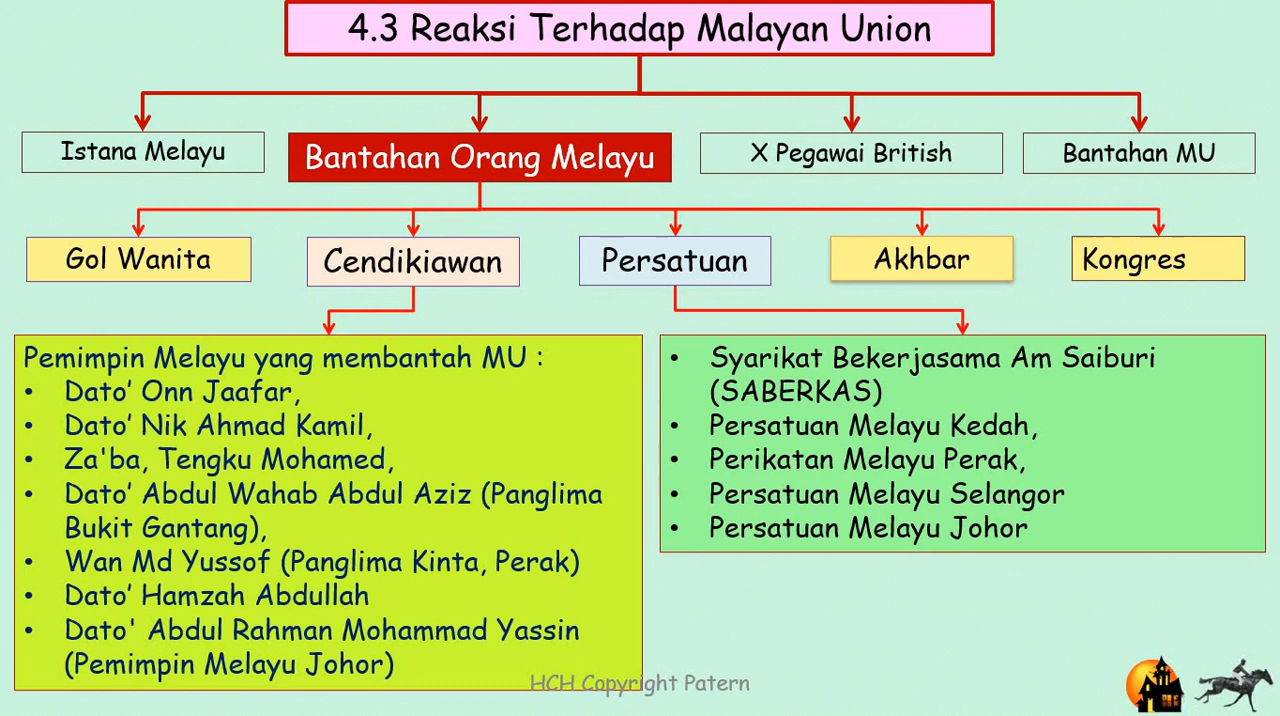 4.3 Reaksi Terhadap Malayan Union
Istana Melayu
Bantahan Orang Melayu
X Pegawai British
Bantahan MU
Gol Wanita
Cendikiawan
Persatuan
Akhbar
Kongres
Pemimpin Melayu yang membantah MU :
• Dato’ Onn Jaafar,
• Dato’ Nik Ahmad Kamil,
• Za'ba, Tengku Mohamed,
• Dato’ Abdul Wahab Abdul Aziz (Panglima
Bukit Gantang),
• Wan Md Yussof (Panglima Kinta, Perak)
• Dato’ Hamzah Abdullah
• Dato' Abdul Rahman Mohammad Yassin
(Pemimpin Melayu Johor)
• Syarikat Bekerjasama Am Saiburi
(SABERKAS)
• Persatuan Melayu Kedah,
• Perikatan Melayu Perak,
• Persatuan Melayu Selangor
• Persatuan Melayu Johor
HCH Copyright Patern